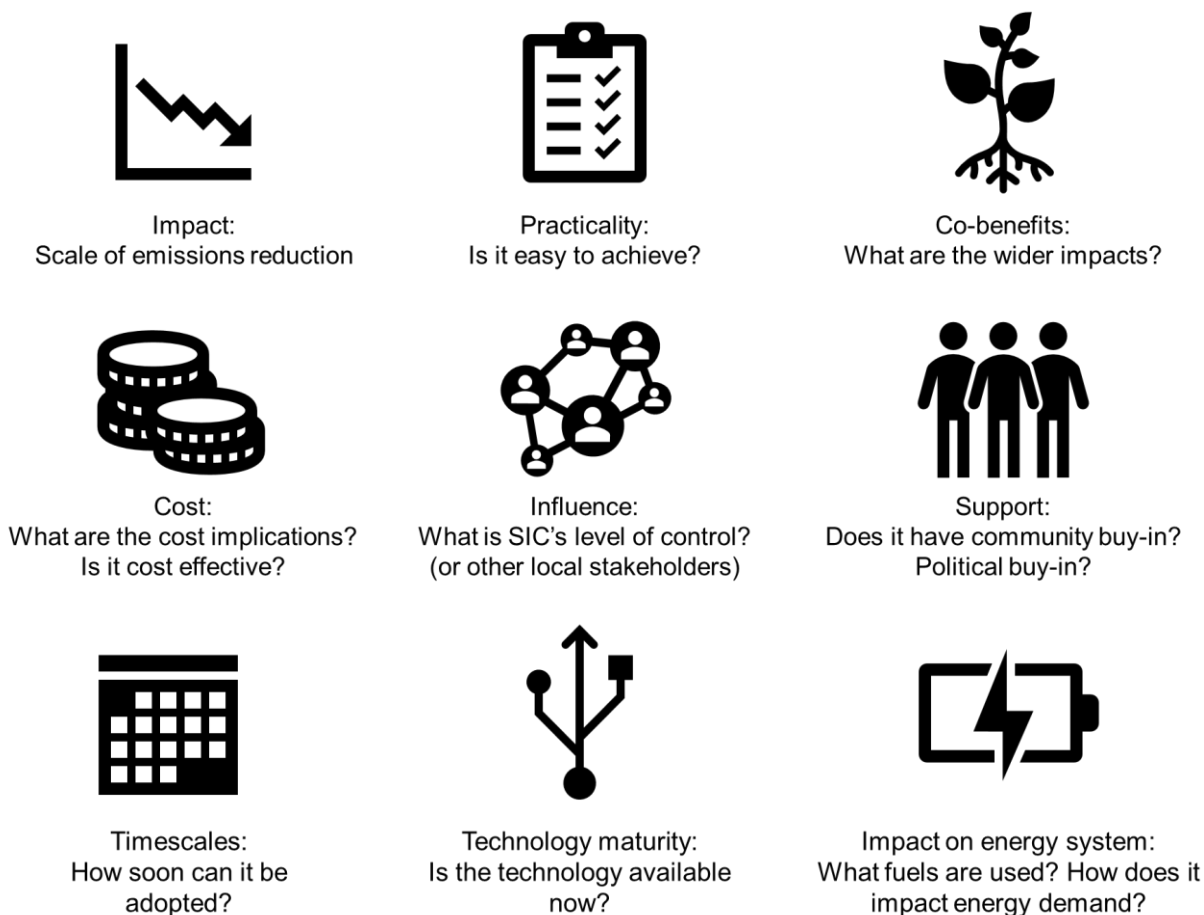 Impact:
Scale of emissions reduction
Practicality:
Is it easy to achieve?
Co-benefits:
What are the wider impacts?
Cost:
What are the cost implications?
Is it cost effective?
Influence:
What is SIC's level of control?
(or other local stakeholders)
Support:
Does it have community buy-in?
Political buy-in?
Timescales:
How soon can it be
adopted?
Technology maturity:
Is the technology available
now?
Impact on energy system:
What fuels are used? How does it
impact energy demand?